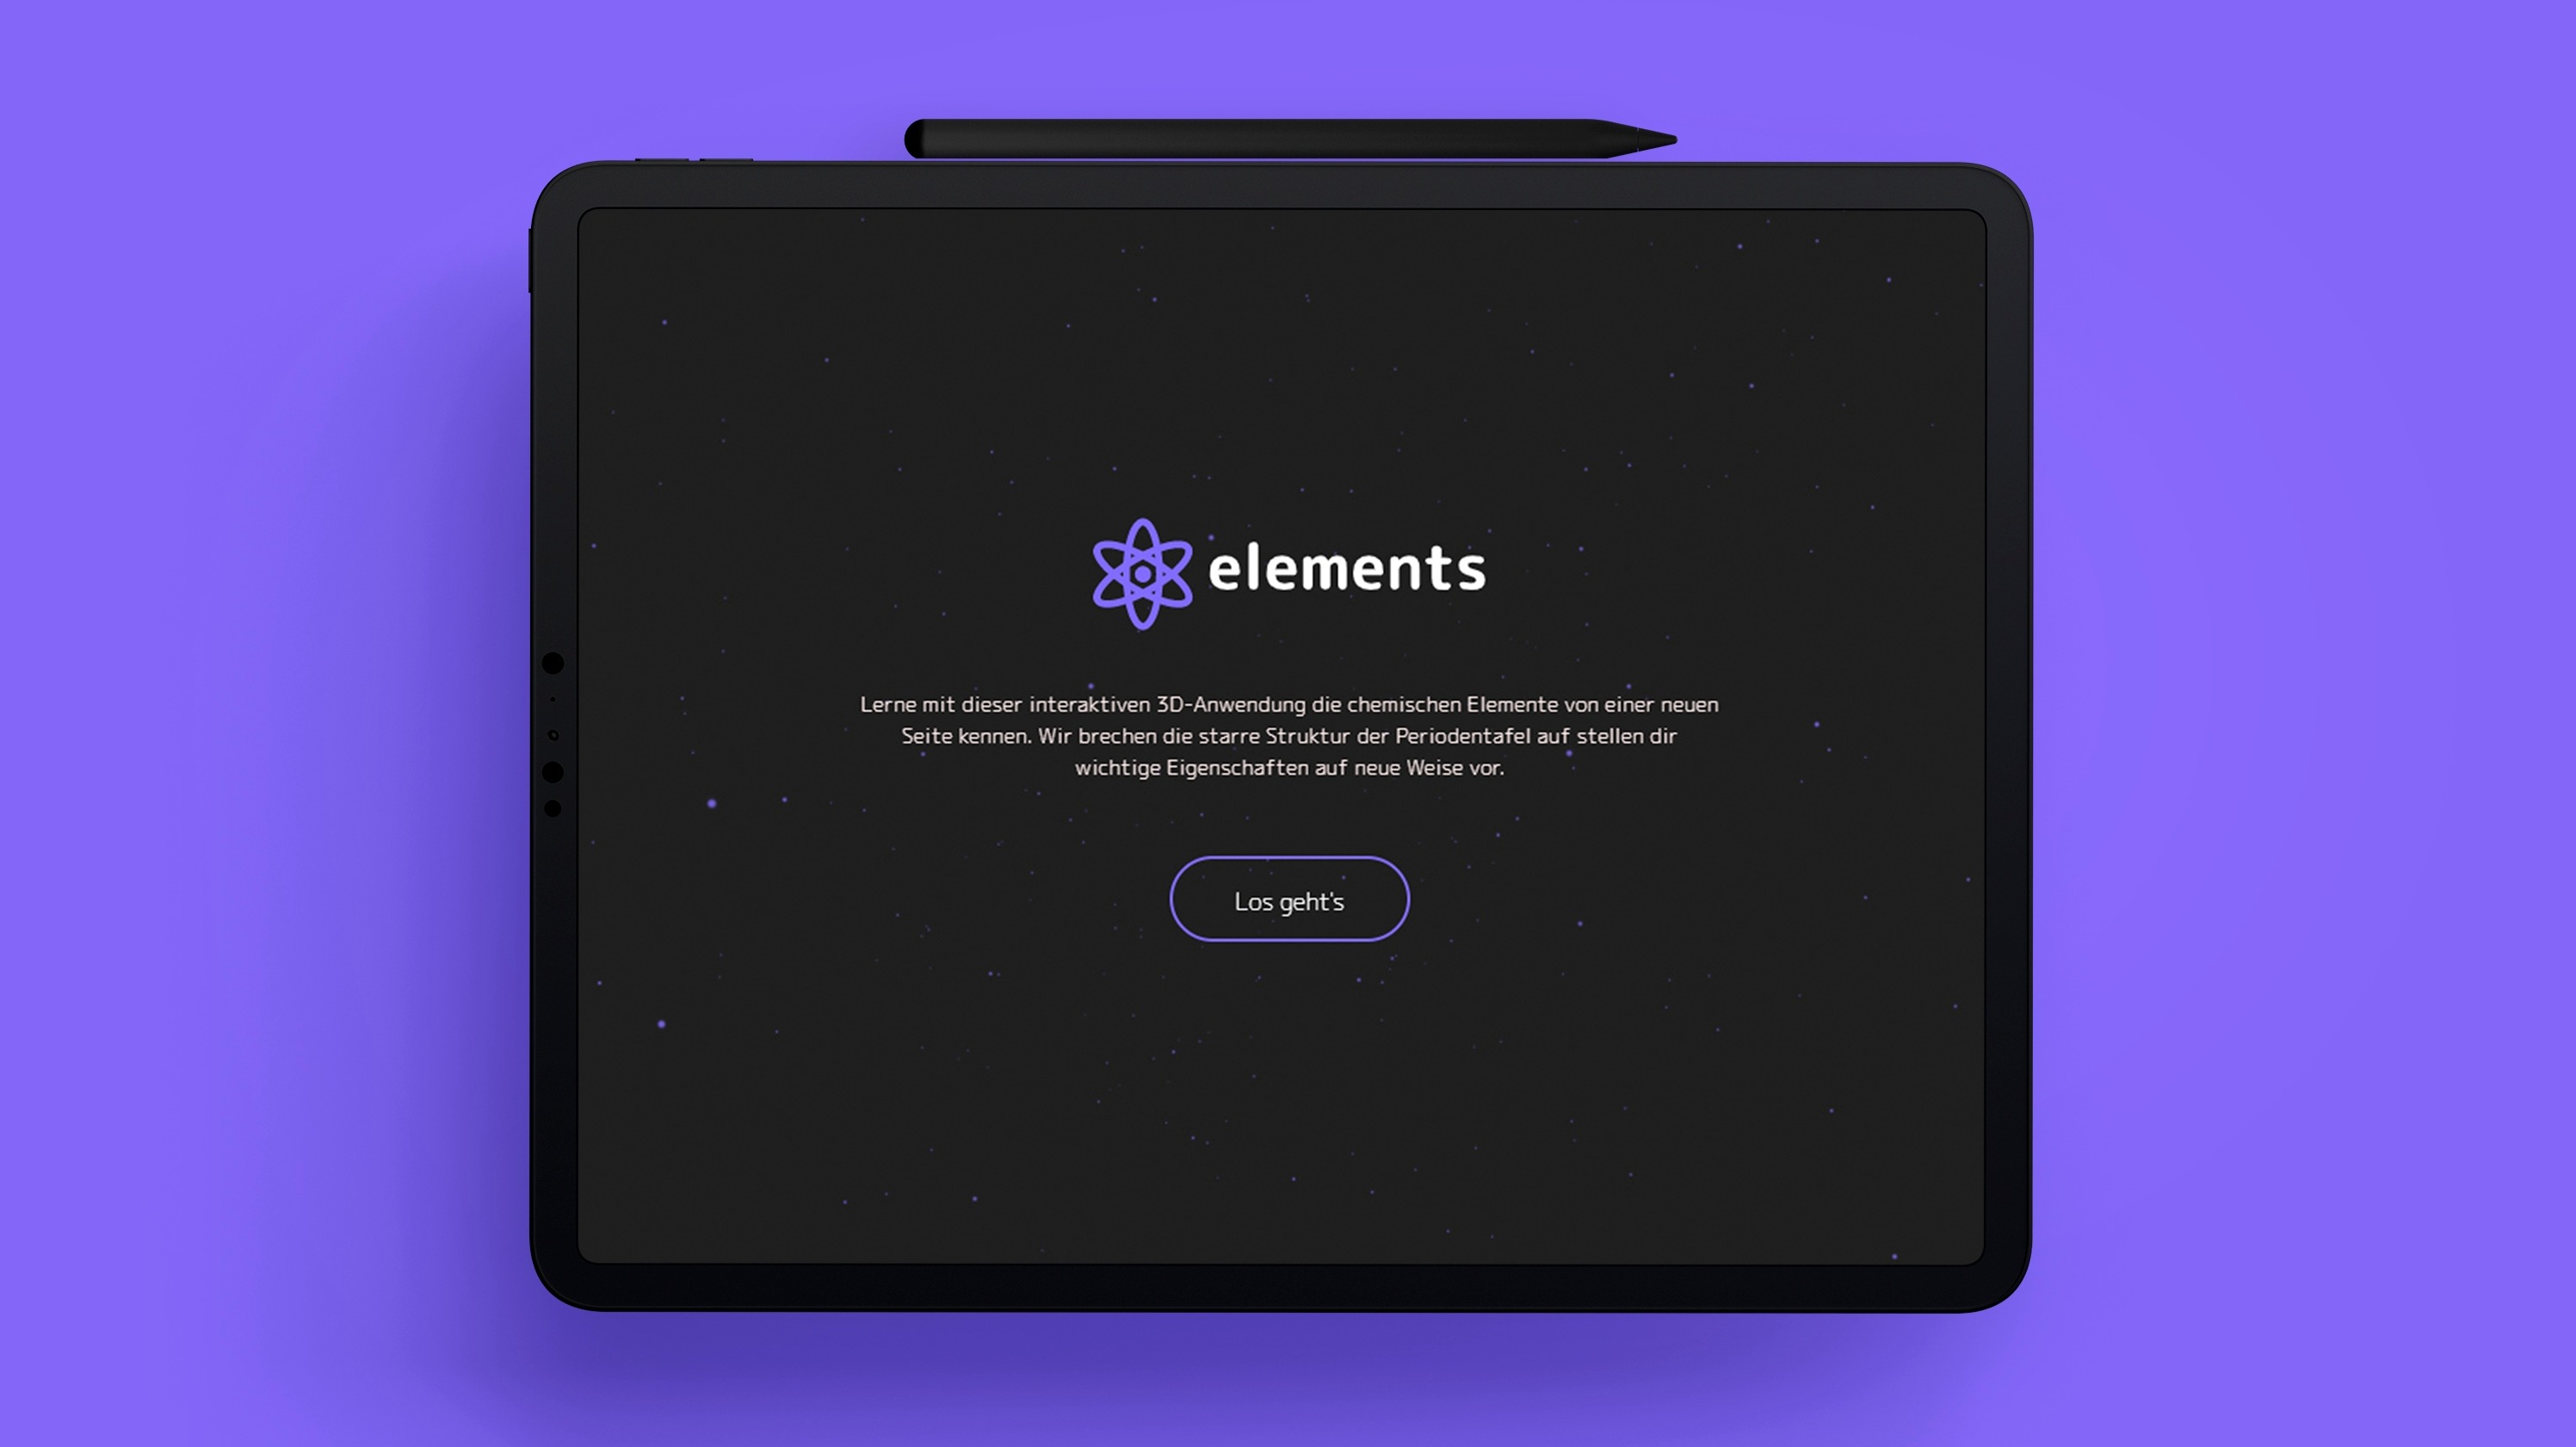 elements
Lerne mit dieser interaktiven 3D-Anwendung die chemischen Elemente von einer neuen
Seite kennen. Wir brechen die starre Struktur der Periodentafel auf stellen dir
wichtige Eigenschaften auf neue Weise vor.
Los geht's